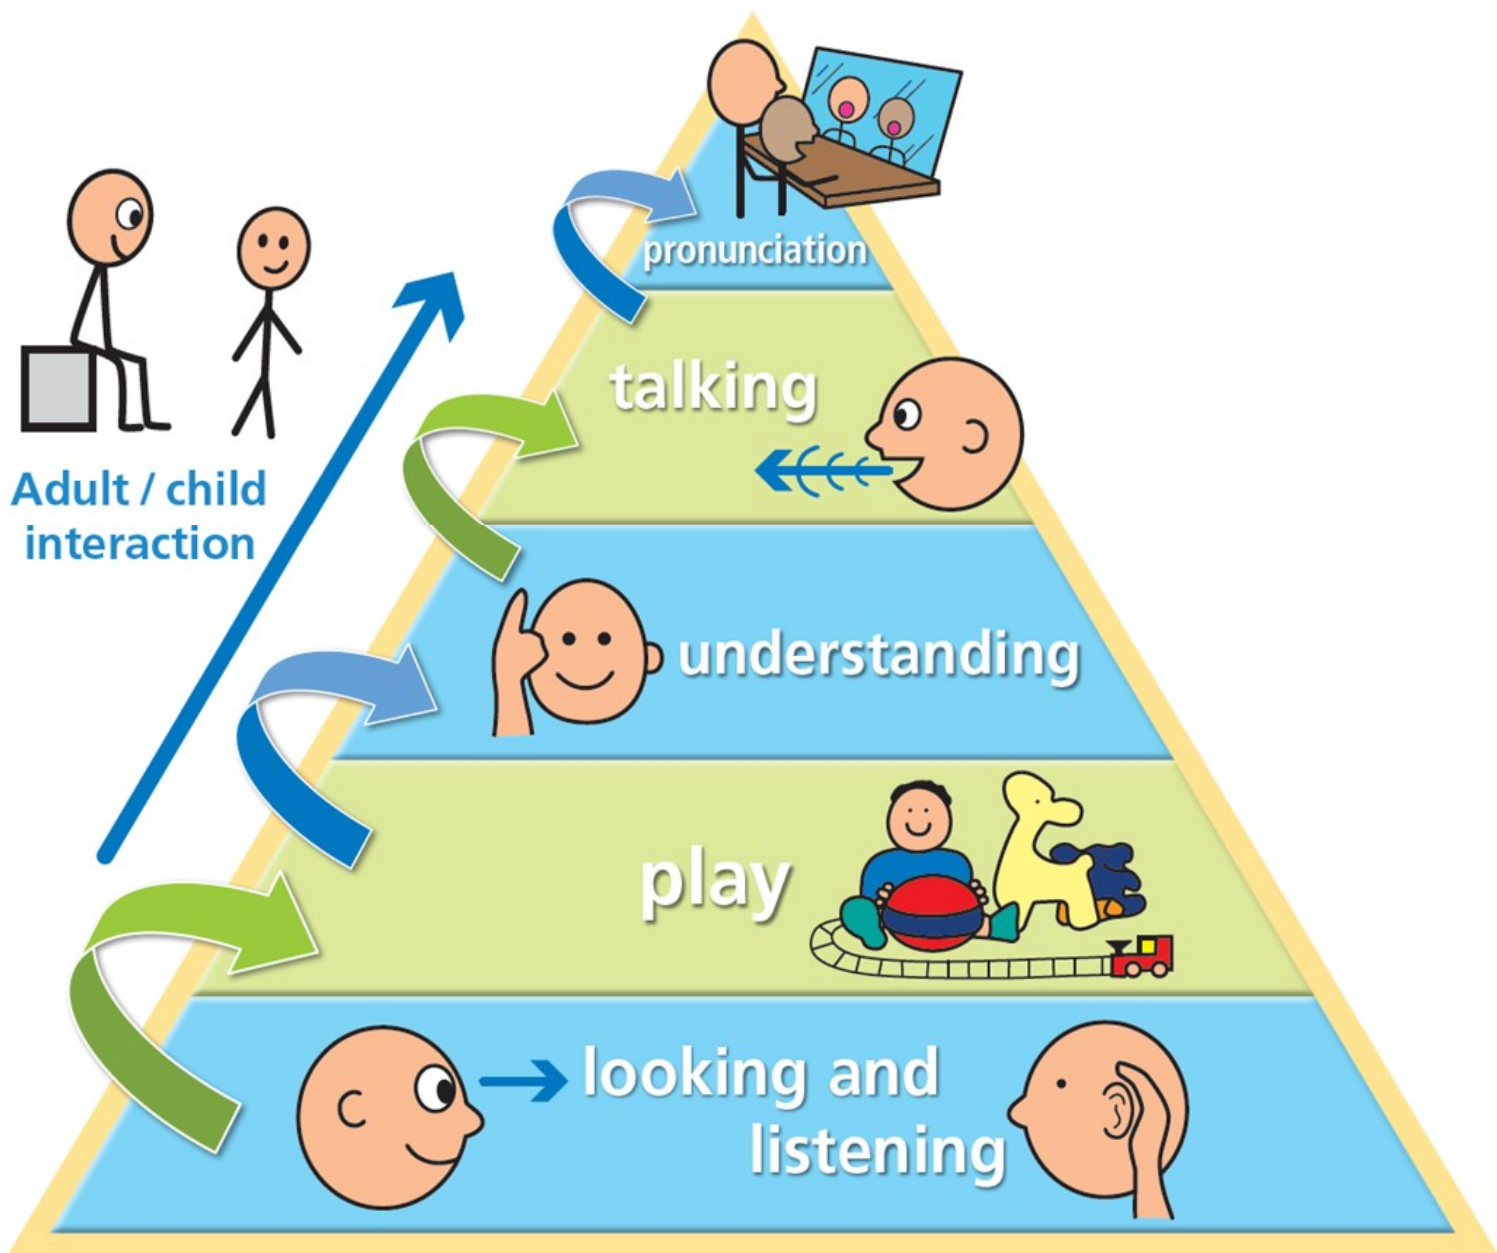 pronunciation
talking
Adult / child
interaction
understanding
play
looking and
listening